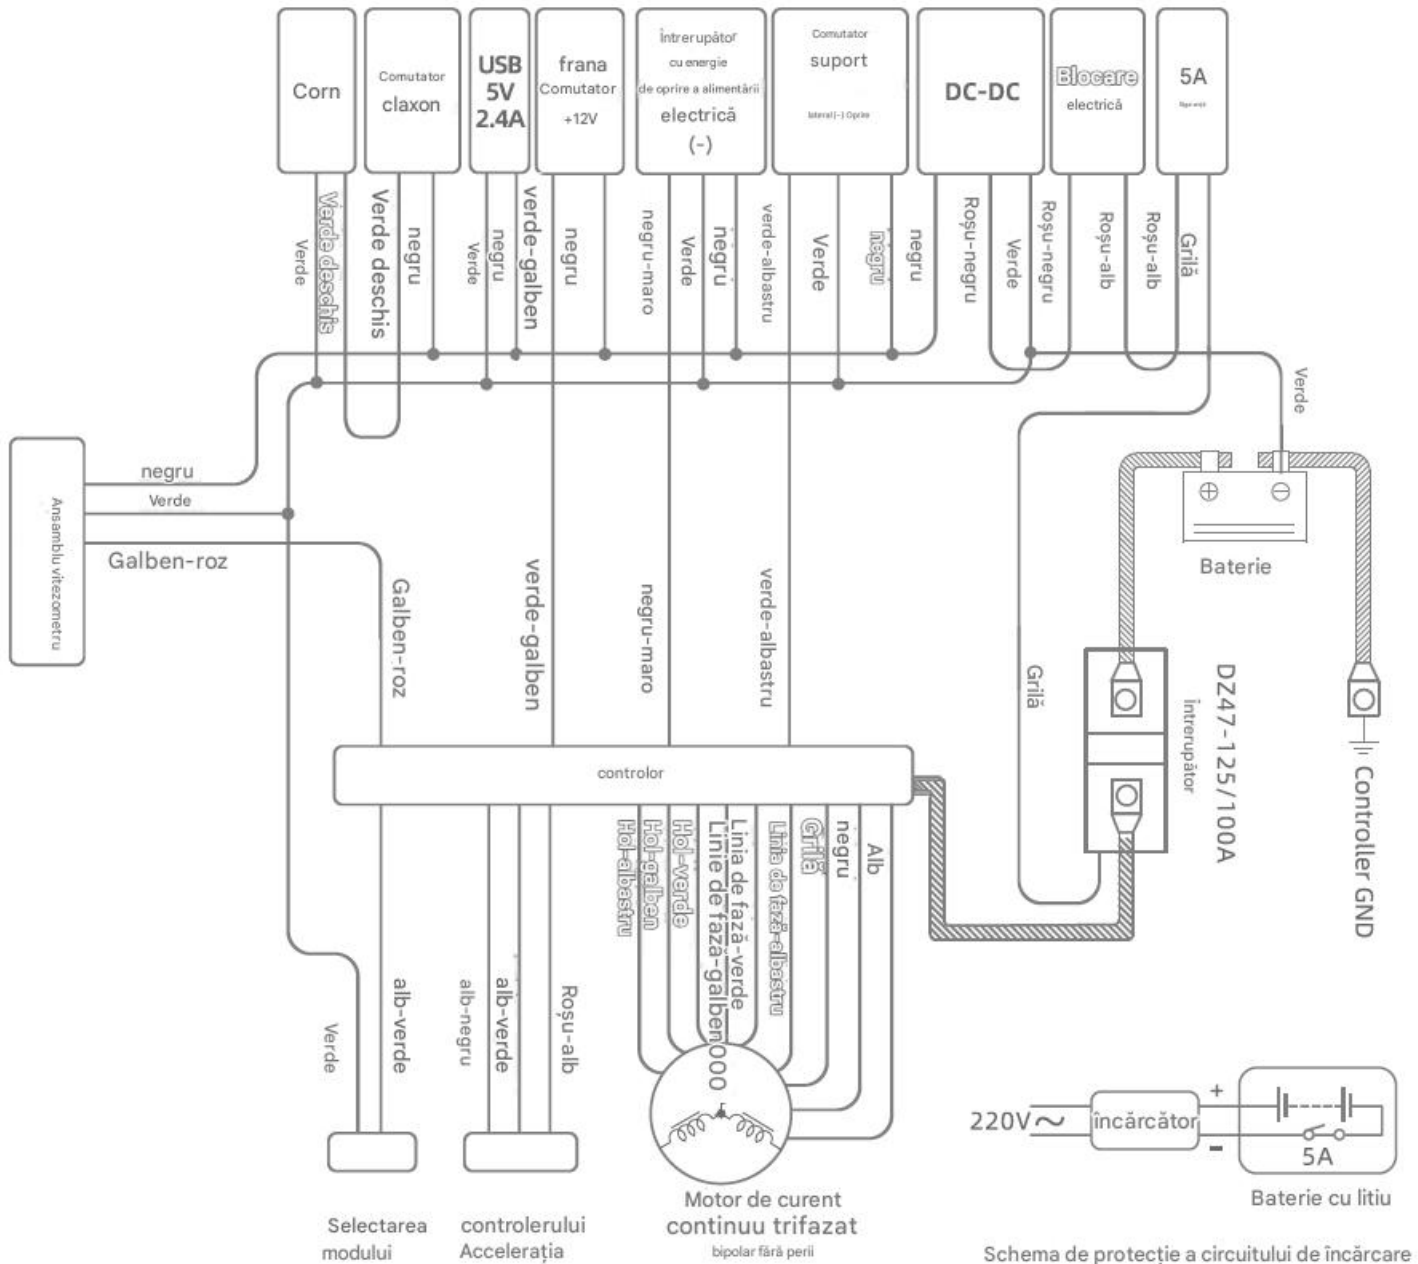 Corn
Comutator
claxon
USB
5V
2.4A
frana
Comutator
+12V
Întrerupător
cu energie
de oprire a alimentării
electrică
(-)
Comutator
suport
lateral (-) Oprire
DC-DC
Blocare
electrică
5A
Verde
Verde deschis
Verde deschis
negru
Verde
negru
verde-galben
negru
negru-maro
Verde
negru
verde-albastru
Verde
negru
negru
Roșu-negru
Verde
Roșu-negru
Roșu-alb
Roșu-alb
Grilă
Verde
negru
Verde
Galben-roz
Ansamblu vitezometru
Baterie
Galben-roz
verde-galben
negru-maro
verde-albastru
Grilă
Întrerupător
DZ47-125/100A
Controller GND
controlor
Hol-albastru
Hol-galben
Hol-verde
Linie de fază-galben000
Linia de fază-verde
Linia de fază-albastru
Grilă
negru
Alb
Verde
alb-verde
alb-negru
alb-verde
Roșu-alb
220V~
încărcător
+
-
5A
Baterie cu litiu
Selectarea
modului
controlerului
Accelerația
Motor de curent
continuu trifazat
bipolar fără perii
Schema de protecție a circuitului de încărcare